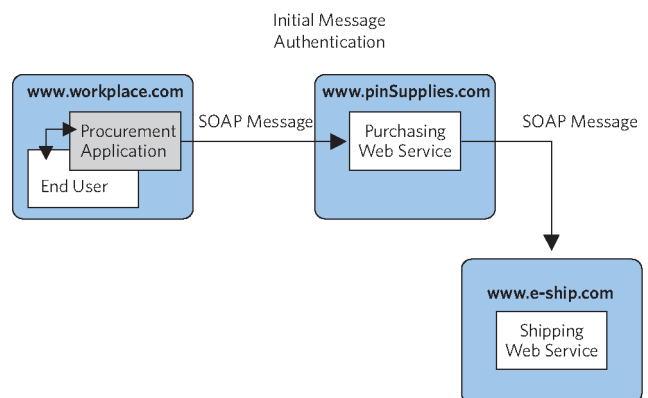 Initial Message
Authentication
www.workplace.com
www.pinSupplies.com
Procurement
Application
SOAP Message
Purchasing
Web Service
SOAP Message
End User
www.e-ship.com
Shipping
Web Service